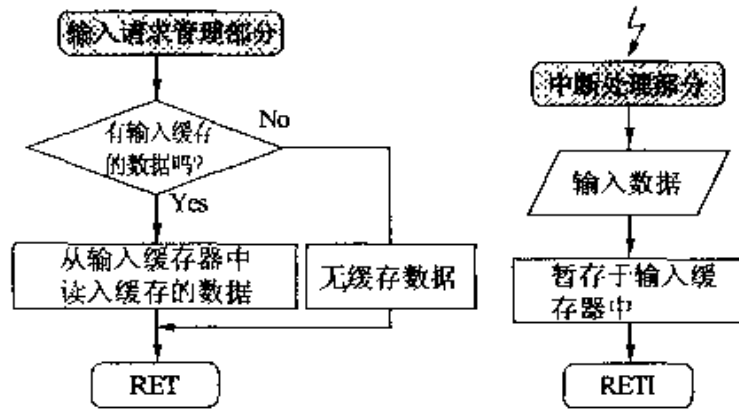 输入请求管理部分
有输入缓存
的数据吗?
No
Yes
从输入缓存器中
读入缓存的数据
无缓存数据
RET
中断处理部分
输入数据
暂存于输入缓
存器中
RETI